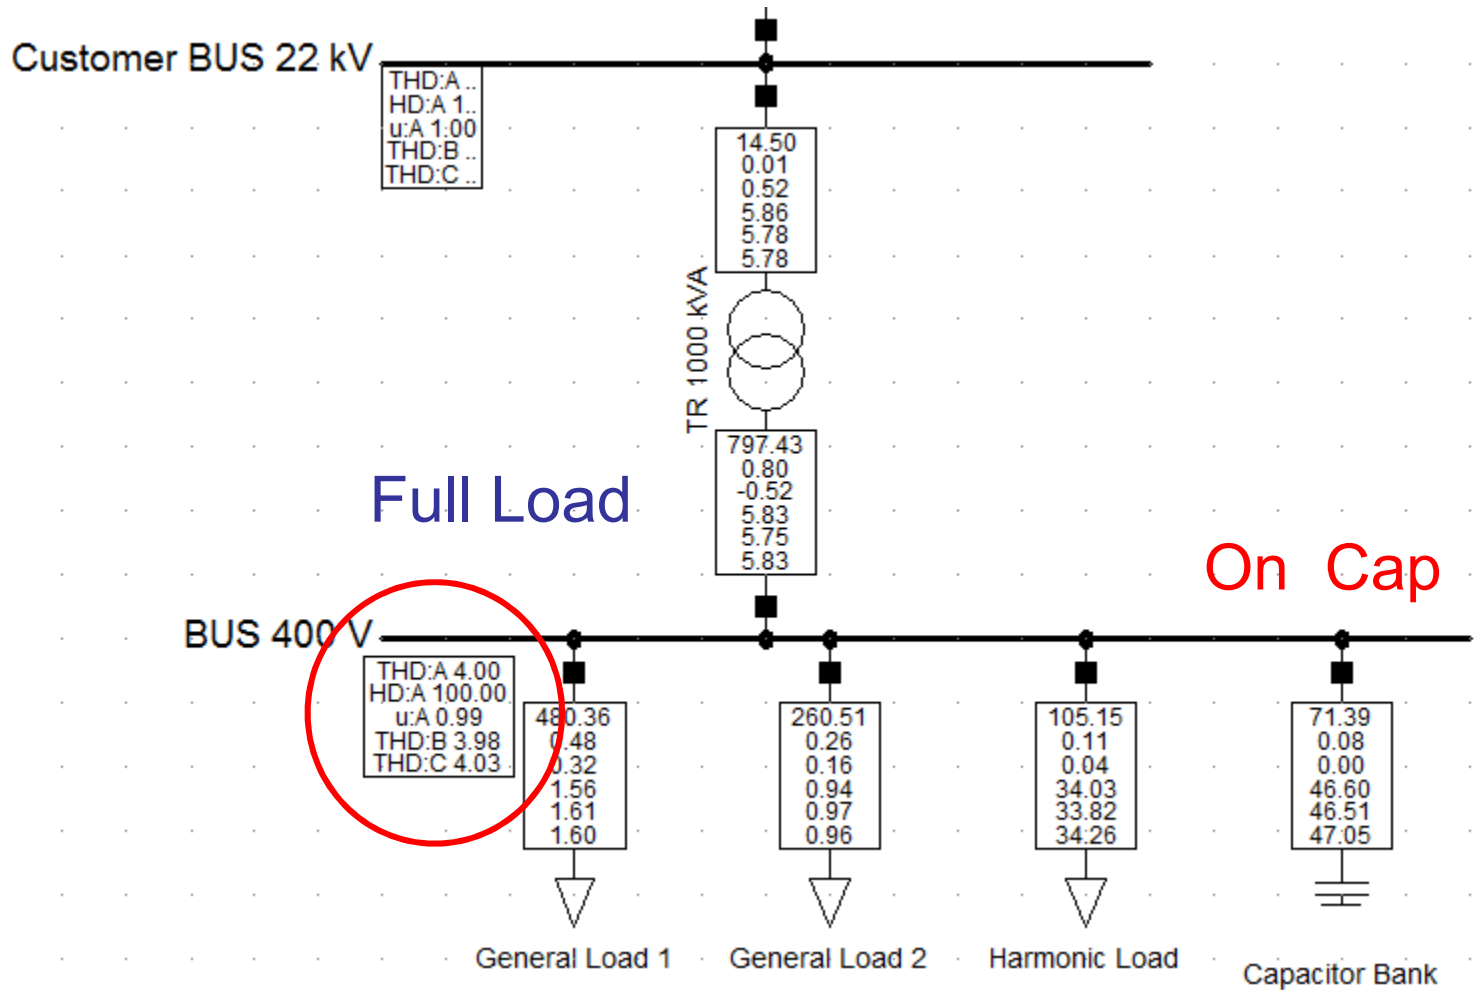 Customer BUS 22 kV
THD:A ..
HD:A 1..
u:A 1.00
THD:B ..
THD:C ..
14.50
0.01
0.52
5.86
5.78
5.78
TR 1000 kVA
797.43
0.80
-0.52
5.83
5.75
5.83
Full Load
On Cap
BUS 400 V
THD:A 4.00
HD:A 100.00
u:A 0.99
THD:B 3.98
THD:C 4.03
480.36
0.48
0.32
1.56
1.61
1.60
General Load 1
260.51
0.26
0.16
0.94
0.97
0.96
General Load 2
105.15
0.11
0.04
34.03
33.82
34.26
Harmonic Load
71.39
0.08
0.00
46.60
46.51
47.05
Capacitor Bank